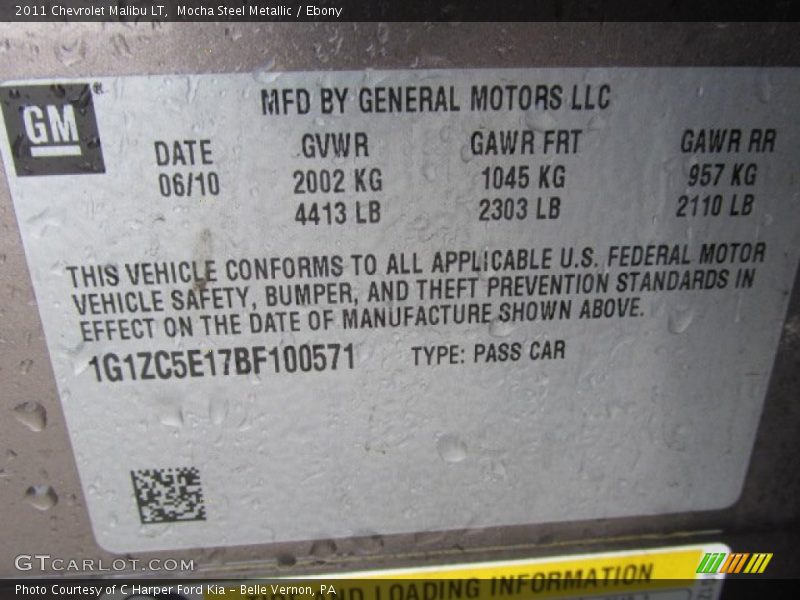 2011 Chevrolet Malibu LT, Mocha Steel Metallic / Ebony
GM®
MFD BY GENERAL MOTORS LLC
DATE GVWR GAWR FRT GAWR RR
06/10 2002 KG 1045 KG 957 KG
4413 LB 2303 LB 2110 LB
THIS VEHICLE CONFORMS TO ALL APPLICABLE U.S. FEDERAL MOTOR
VEHICLE SAFETY, BUMPER, AND THEFT PREVENTION STANDARDS IN
EFFECT ON THE DATE OF MANUFACTURE SHOWN ABOVE.
1G1ZC5E17BF100571 TYPE: PASS CAR
AND LOADING INFORMATION
GTCARLOT.COM
Photo Courtesy of C Harper Ford Kia - Belle Vernon, PA